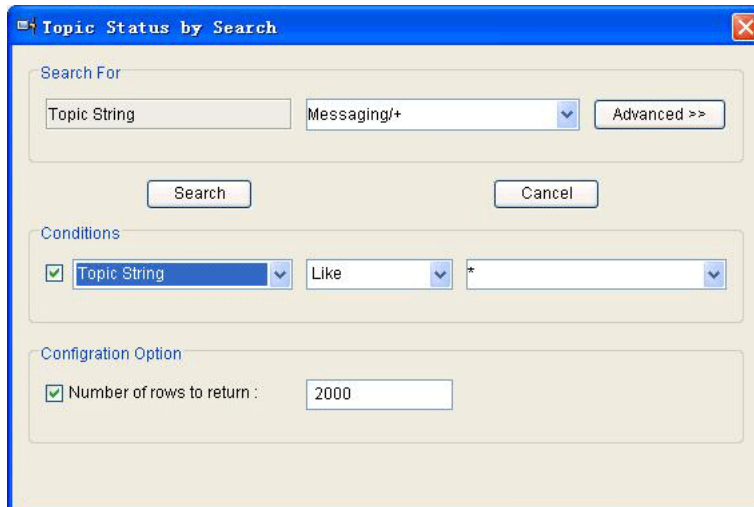 Topic Status by Search
Search For
Topic String Messaging/+ Advanced >>
Search Cancel
Conditions
Topic String Like *
Configration Option
Number of rows to return : 2000